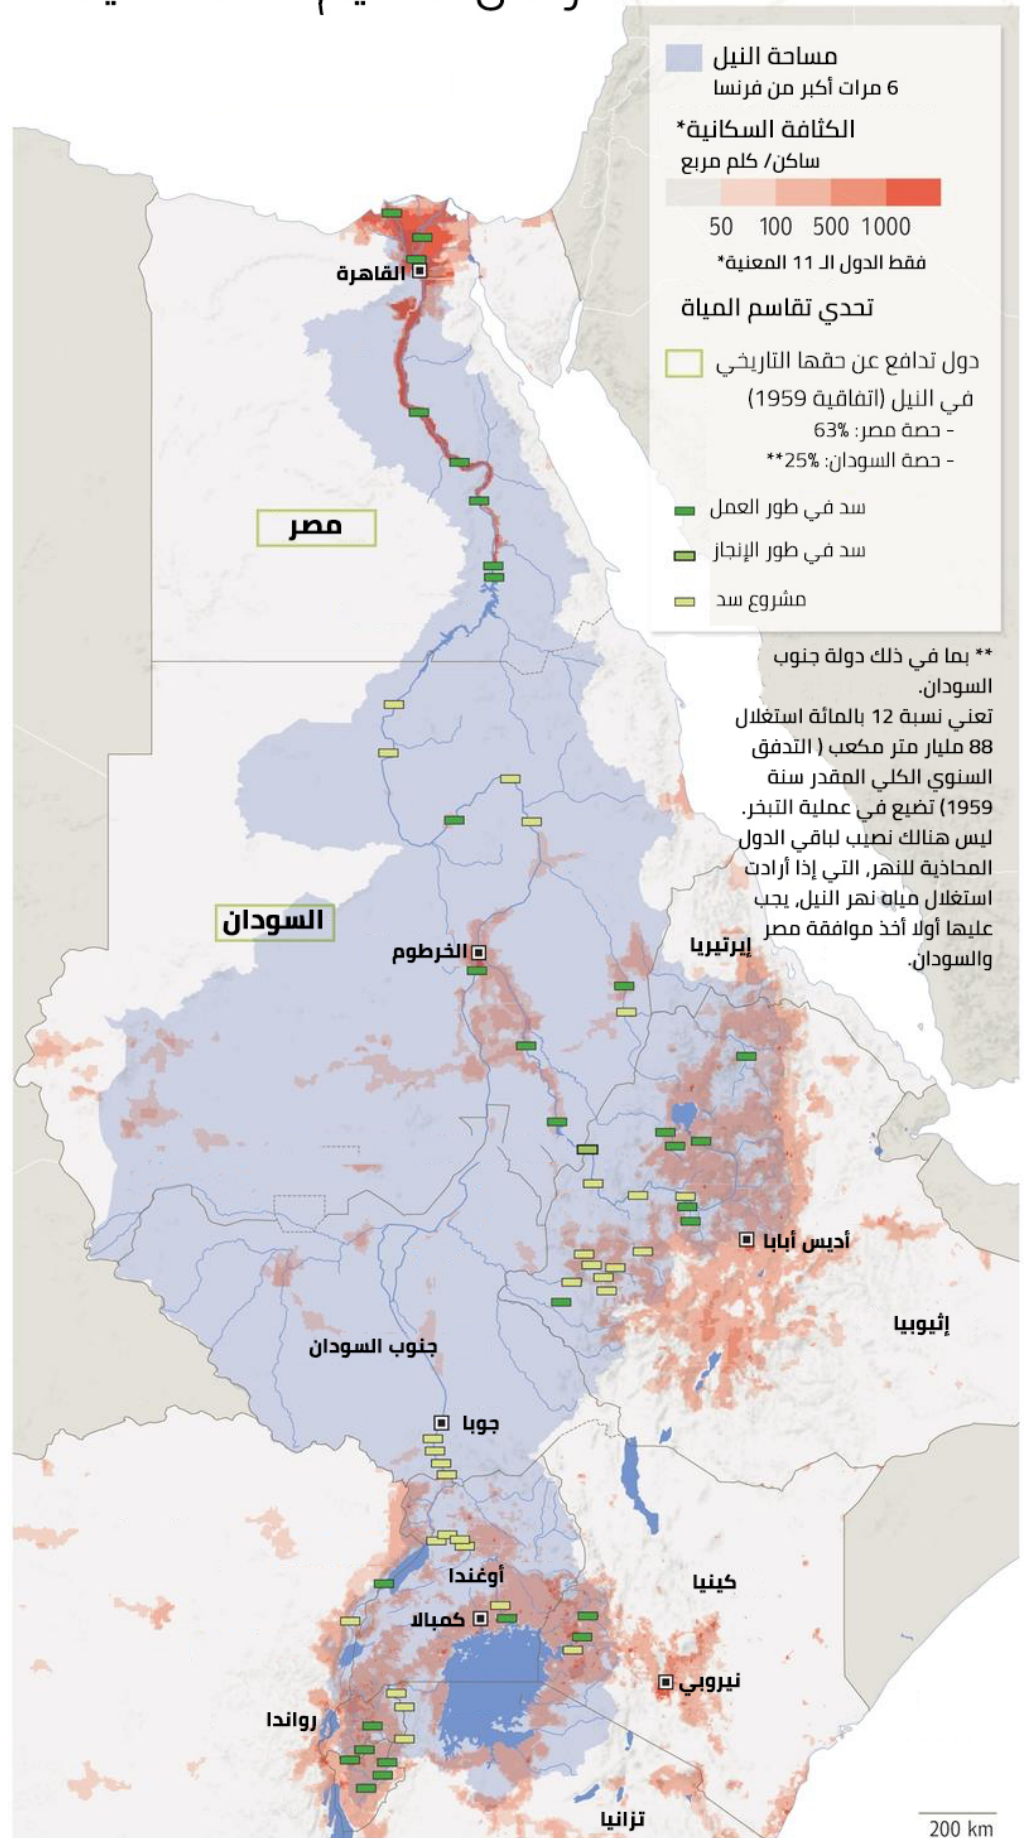 مساحة النيل
6 مرات أكبر من فرنسا
الكثافة السكانية*
ساكن/ كلم مربع
50 100 500 1000
فقط الدول الـ 11 المعنية*
تحدي تقاسم المياة
دول تدافع عن حقها التاريخي
في النيل (اتفاقية 1959)
- حصة مصر: 63%
- حصة السودان: 25%**
سد في طور العمل
سد في طور الإنجاز
مشروع سد
** بما في ذلك دولة جنوب
السودان.
تعني نسبة 12 بالمائة استغلال
88 مليار متر مكعب ( التدفق
السنوي الكلي المقدر سنة
1959) تضيع في عملية التبخر.
ليس هنالك نصيب لباقي الدول
المحاذية للنهر، التي إذا أرادت
استغلال مياه نهر النيل، يجب
عليها أولا أخذ موافقة مصر
والسودان.
القاهرة
مصر
السودان
الخرطوم
إيرتيريا
أديس أبابا
إثيوبيا
جنوب السودان
جوبا
أوغندا
كمبالا
كينيا
نيروبي
رواندا
تزانيا
200 km